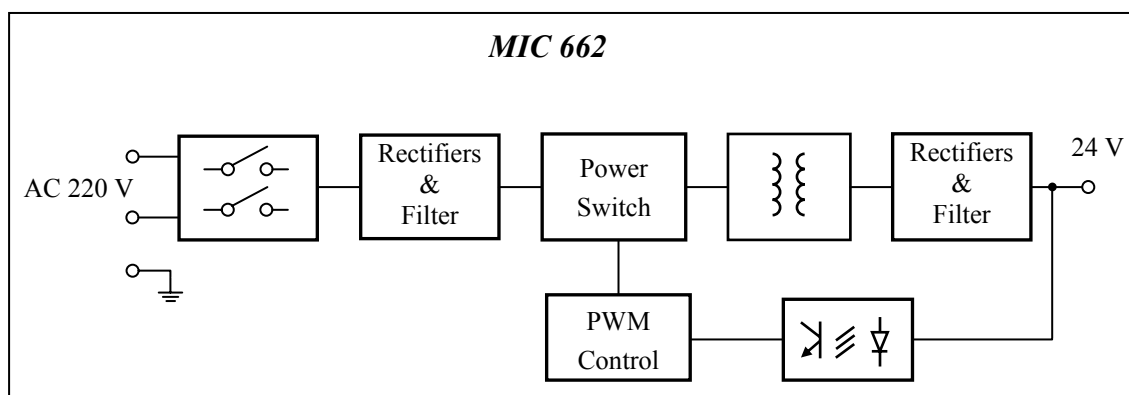 MIC 662
AC 220 V
Rectifiers
&
Filter
Power
Switch
Rectifiers
&
Filter
24 V
PWM
Control